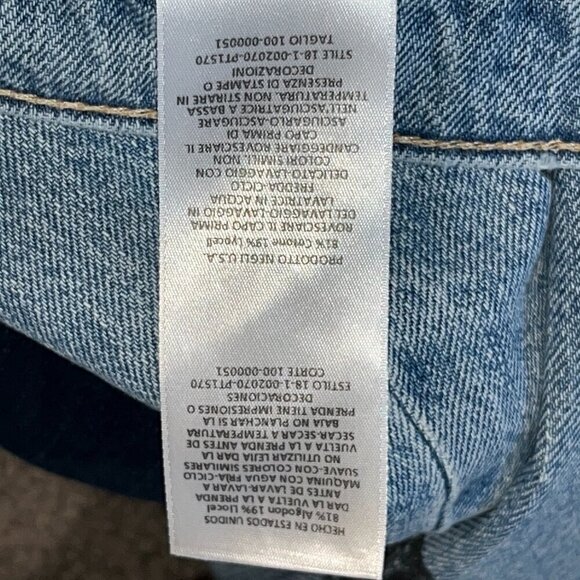 HECHO EN ESTADOS UNIDOS
81% Algodon 19% Liocel
DAR LA VUELTA A LA PRENDA
ANTES DE LAVAR-LAVAR A
MAQUINA CON AGUA FRIA-CICLO
SUAVE-CON COLORES SIMILARES
NO UTILIZAR LEJIA DAR LA
VUELTA A LA PRENDA ANTES DE
SECAR-SECAR A TEMPERATURA
BAJA NO PLANCHAR SI LA
PRENDA TIENE IMPRESIONES O
DECORACIONES
ESTILO 18-1-002070-PT1570
CORTE 100-000051
PRODOTTO NEGLI U.S.A.
81% Cotone 19% Lyocell
ROVESCIARE IL CAPO PRIMA
DEL LAVAGGIO-LAVAGGIO IN
LAVATRICE IN ACQUA
FREDDA-CICLO
DELICATO-LAVAGGIO CON
COLORI SIMILI. NON
CANDEGGIARE ROVESCIARE IL
CAPO PRIMA DI
ASCIUGARLO-ASCIUGARE
NELL'ASCIUGATRICE A BASSA
TEMPERATURA. NON STIRARE IN
PRESENZA DI STAMPE O
DECORAZIONI
STILE 18-1-002070-PT1570
TAGLIO 100-000051